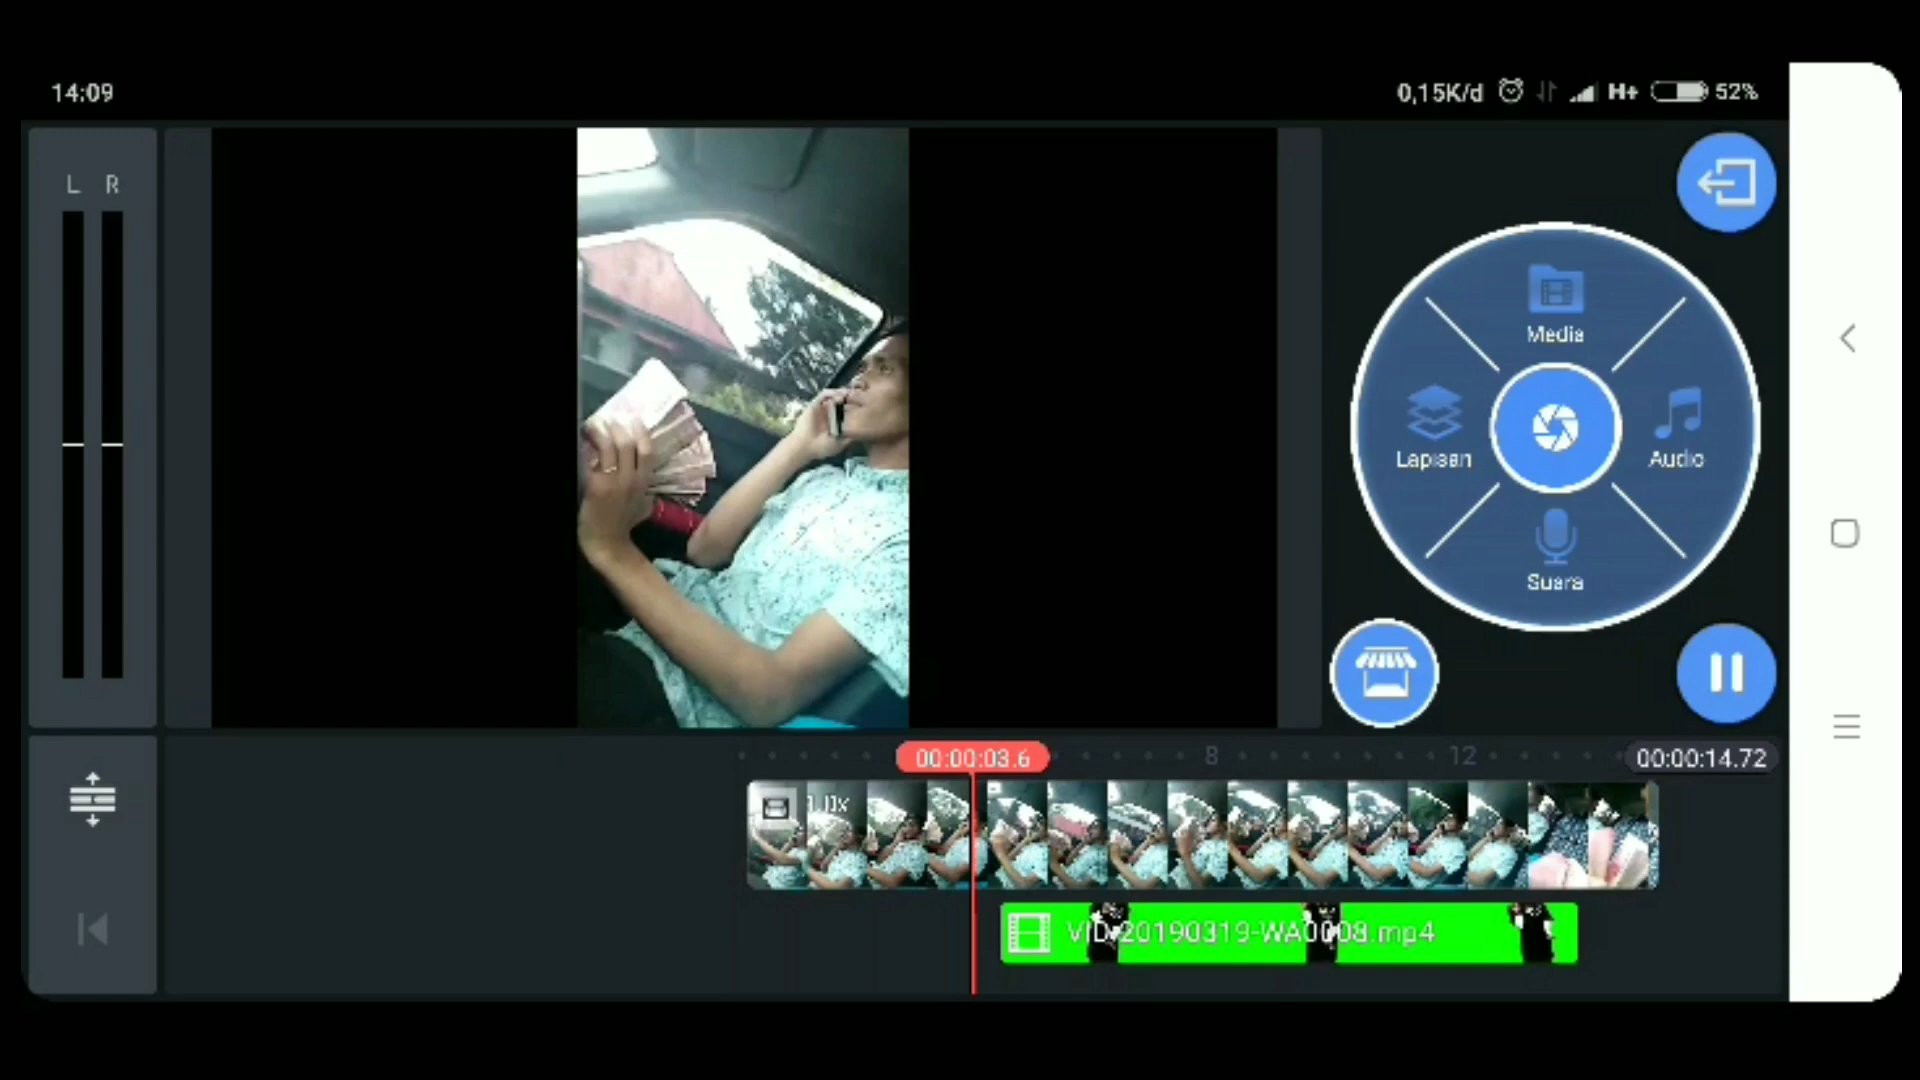 14:09
0,15K/d
H+
52%
L R
Media
Lapisan
Audio
Suara
00:00:03.6
8
12
00:00:14.72
VID-20190319-WA0008.mp4